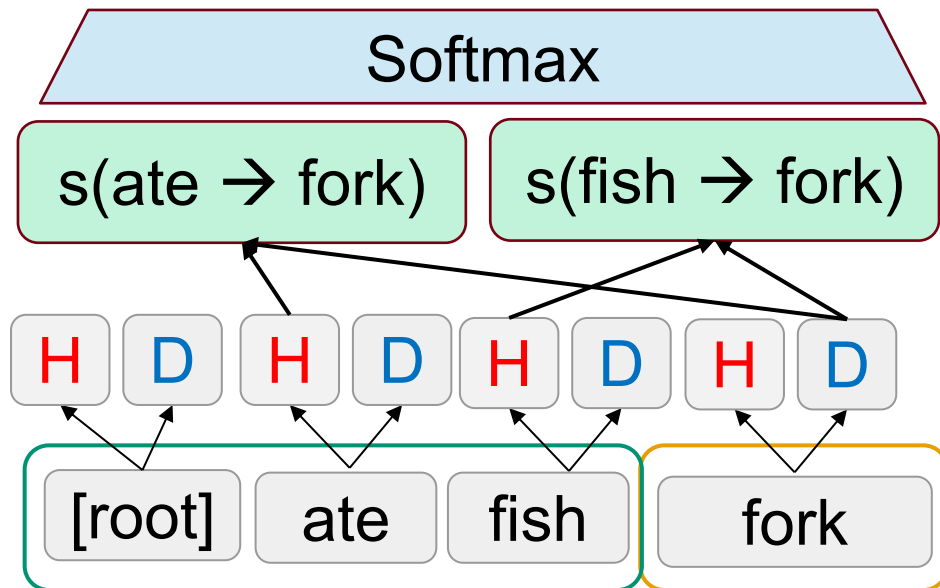 Softmax
s(ate → fork) s(fish → fork)
H D H D H D H D
[root] ate fish fork